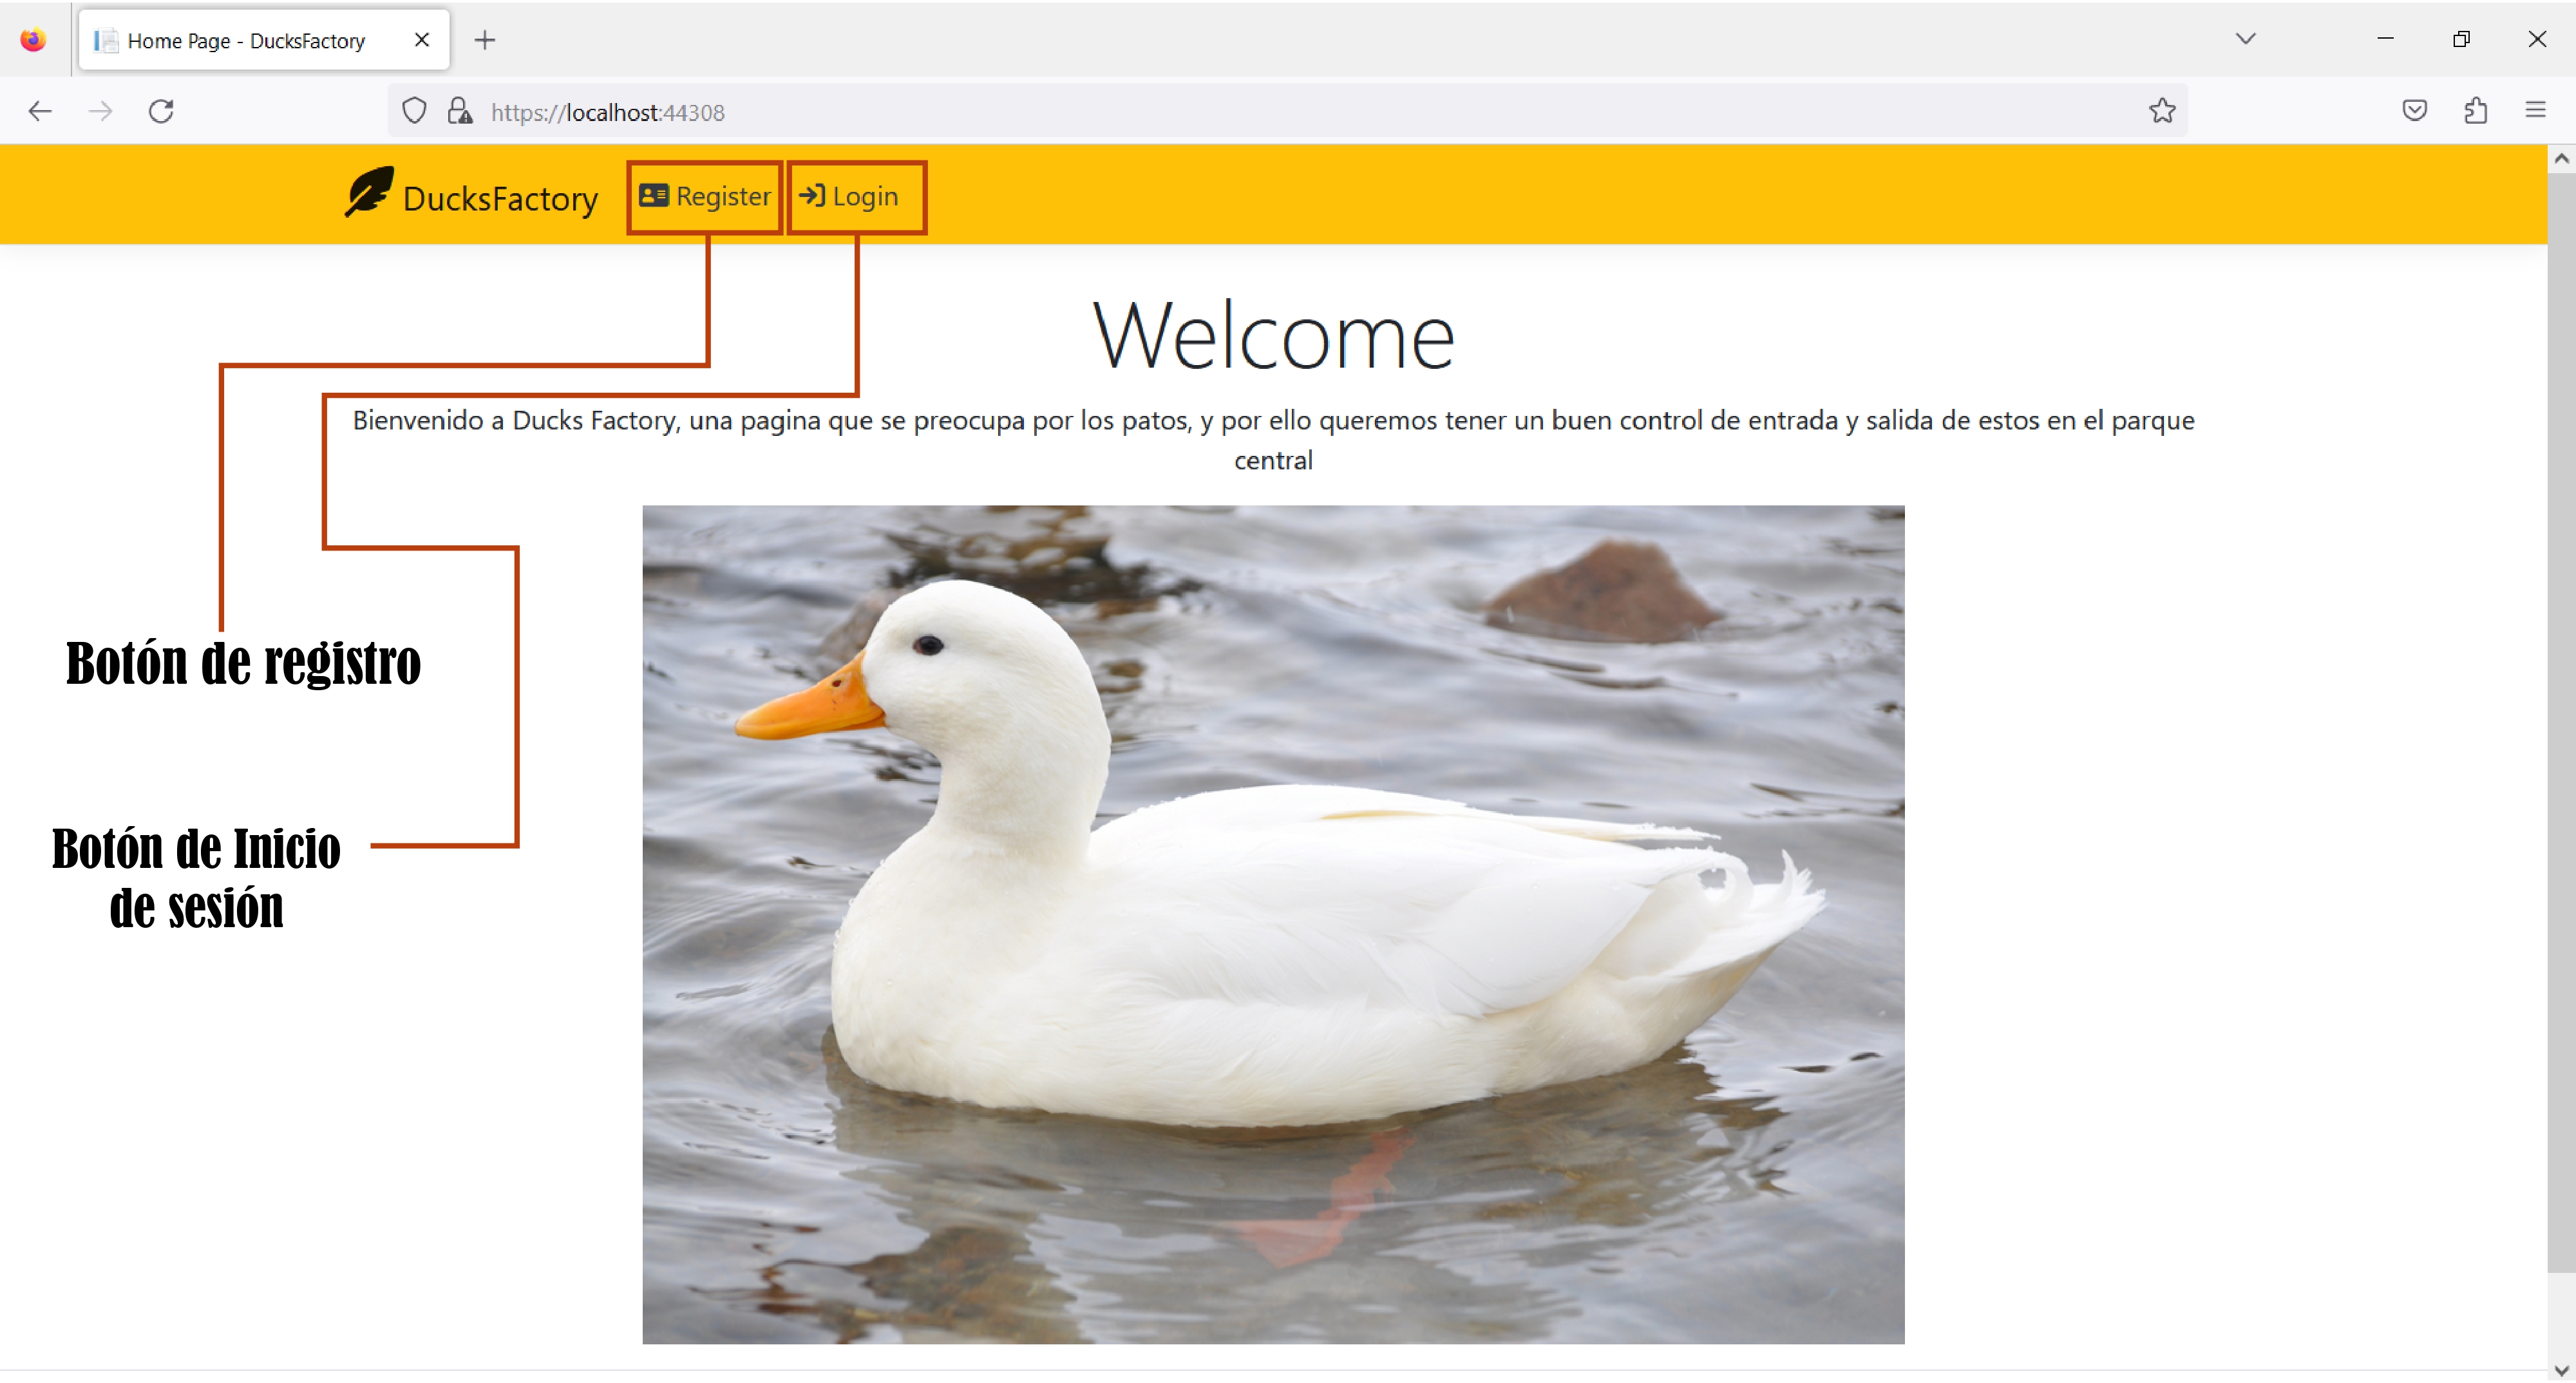 Home Page - DucksFactory
https://localhost:44308
DucksFactory
Register
Login
Welcome
Bienvenido a Ducks Factory, una pagina que se preocupa por los patos, y por ello queremos tener un buen control de entrada y salida de estos en el parque
central
Botón de registro
Botón de Inicio
de sesión